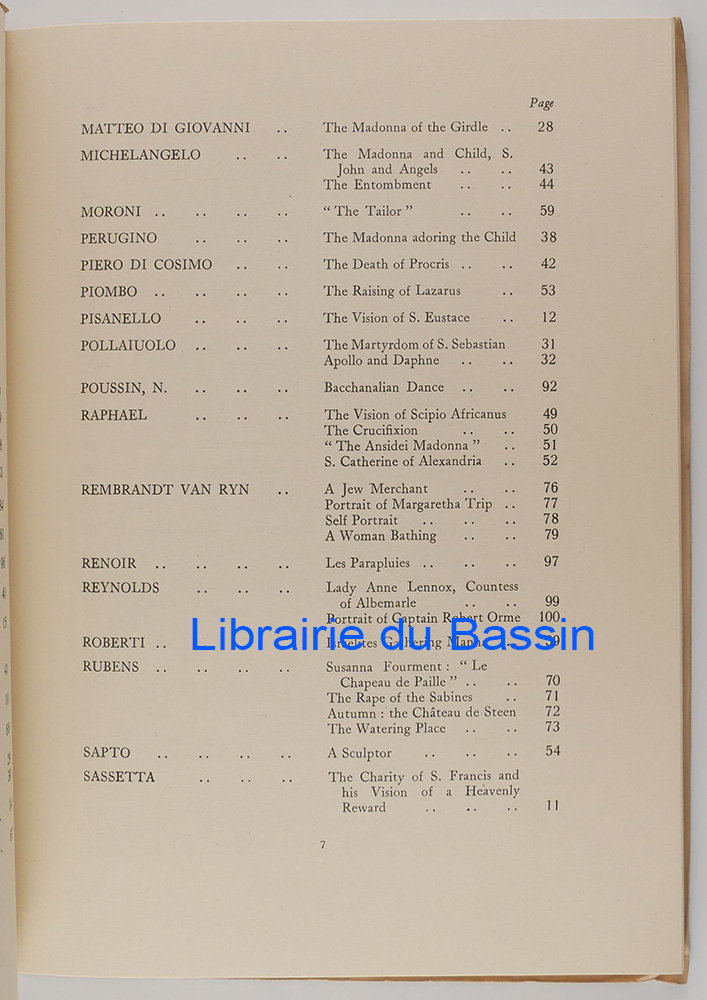 Page
MATTEO DI GIOVANNI .. The Madonna of the Girdle .. 28
MICHELANGELO .. .. The Madonna and Child, S.
John and Angels .. .. 43
The Entombment .. .. 44
MORONI .. .. .. .. “ The Tailor ” .. .. 59
PERUGINO .. .. .. The Madonna adoring the Child 38
PIERO DI COSIMO .. .. The Death of Procris .. .. 42
PIOMBO .. .. .. .. The Raising of Lazarus .. 53
PISANELLO .. .. .. The Vision of S. Eustace .. 12
POLLAIUOLO .. .. .. The Martyrdom of S. Sebastian 31
Apollo and Daphne .. .. 32
POUSSIN, N. .. .. .. Bacchanalian Dance .. .. 92
RAPHAEL .. .. .. The Vision of Scipio Africanus 49
The Crucifixion .. .. 50
“ The Ansidei Madonna ” .. 51
S. Catherine of Alexandria .. 52
REMBRANDT VAN RYN .. A Jew Merchant .. .. 76
Portrait of Margaretha Trip .. 77
Self Portrait .. .. .. 78
A Woman Bathing .. .. 79
RENOIR .. .. .. .. Les Parapluies .. .. .. 97
REYNOLDS .. .. .. Lady Anne Lennox, Countess
of Albemarle .. .. 99
Portrait of Captain Robert Orme 100
Librairie du Bassin
ROBERTI .. Israelites Gathering Manna .. 39
RUBENS .. .. .. .. Susanna Fourment : “ Le
Chapeau de Paille ” .. .. 70
The Rape of the Sabines .. 71
Autumn : the Château de Steen 72
The Watering Place .. .. 73
SAPTO .. .. .. .. A Sculptor .. .. .. 54
SASSETTA .. .. .. The Charity of S. Francis and
his Vision of a Heavenly
Reward .. .. .. 11
7